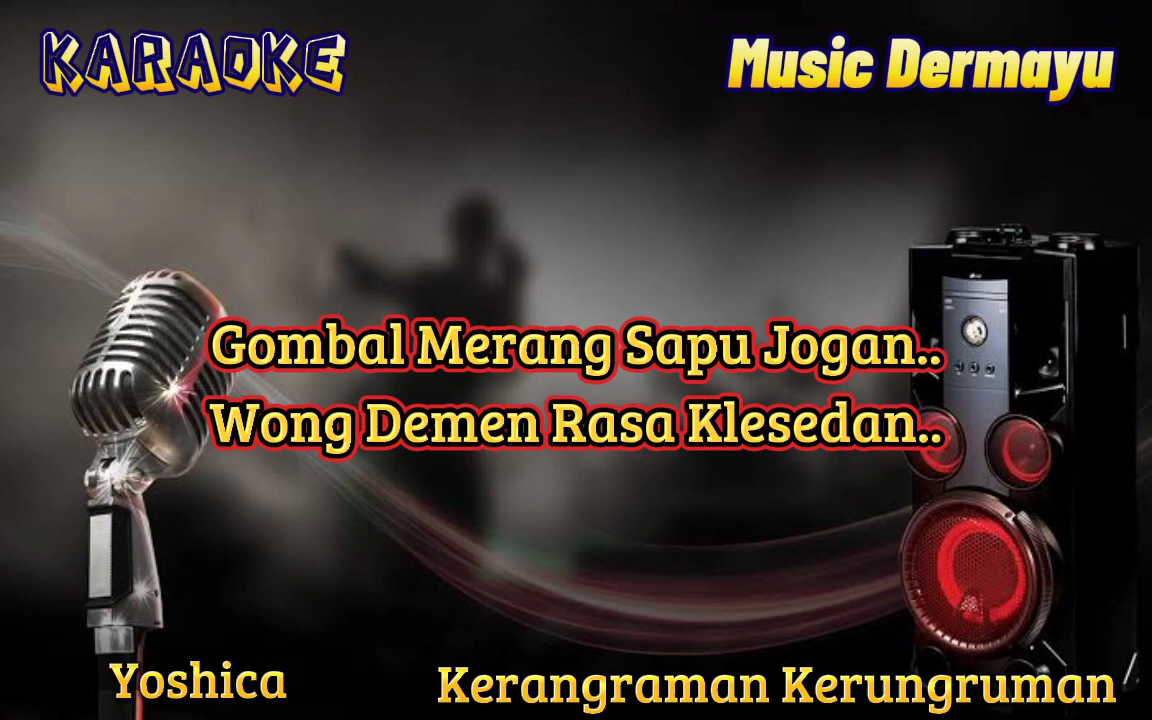 KARAOKE
Music Dermayu
Gombal Merang Sapu Jogan..
Wong Demen Rasa Klesedan..
Yoshica
Kerangraman Kerungruman